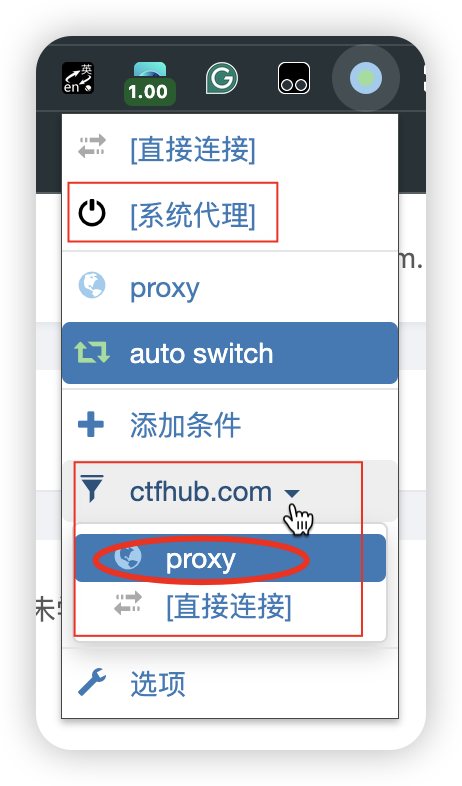 英
en
1.00
G
[直接连接]
[系统代理]
m.
proxy
auto switch
添加条件
ctfhub.com
proxy
未
[直接连接]
选项